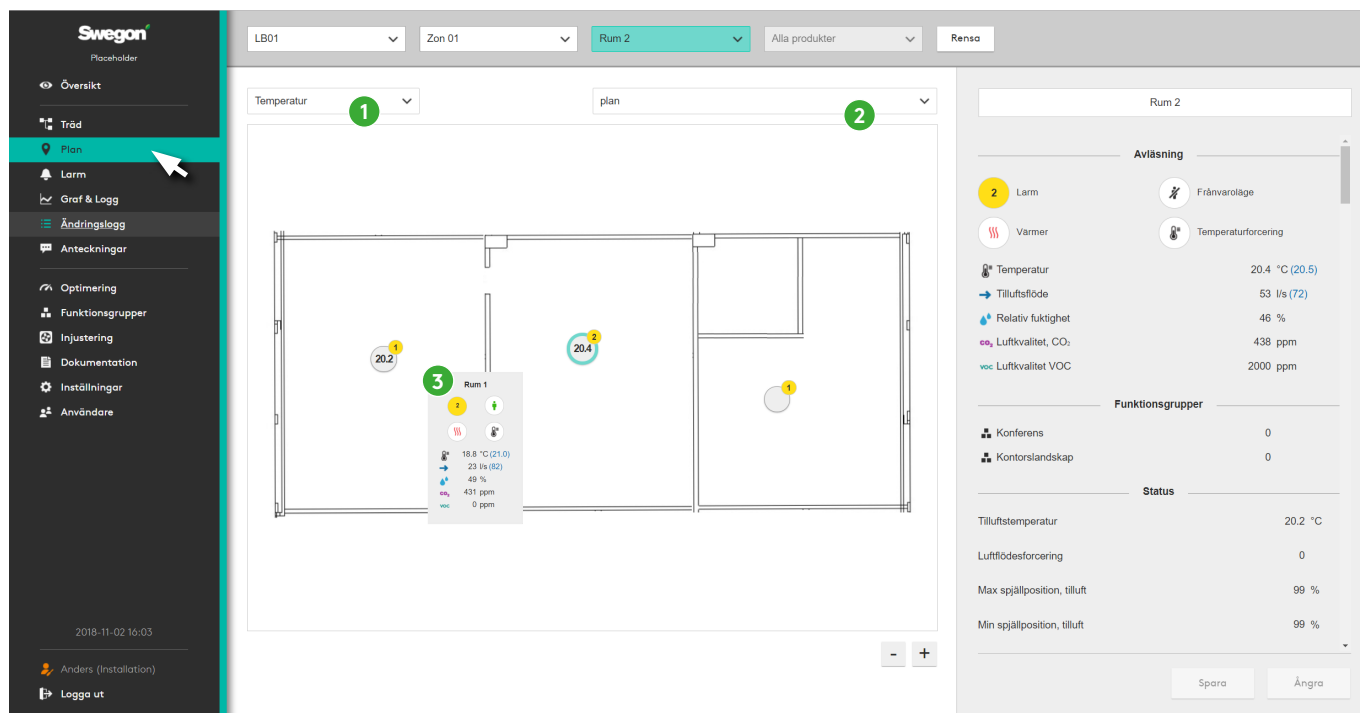 Swegon
Placeholder
Översikt
Träd
Plan
Larm
Graf & Logg
Ändringslogg
Anteckningar
Optimering
Funktionsgrupper
Injustering
Dokumentation
Inställningar
Användare
2018-11-02 16:03
Anders (Installation)
Logga ut
LB01
Zon 01
Rum 2
Alla produkter
Rensa
Temperatur
1
plan
2
20.2
1
20.4
2
1
3
Rum 1
2
18.8 °C (21.0)
23 l/s (82)
49 %
CO₂ 431 ppm
VOC 0 ppm
- +
Rum 2
Avläsning
2 Larm
Frånvaroläge
Värmer
Temperaturforcering
Temperatur 20.4 °C (20.5)
Tilluftsflöde 53 l/s (72)
Relativ fuktighet 46 %
CO₂ Luftkvalitet, CO₂ 438 ppm
VOC Luftkvalitet VOC 2000 ppm
Funktionsgrupper
Konferens 0
Kontorslandskap 0
Status
Tilluftstemperatur 20.2 °C
Luftflödesforcering 0
Max spjällposition, tilluft 99 %
Min spjällposition, tilluft 99 %
Spara
Ångra